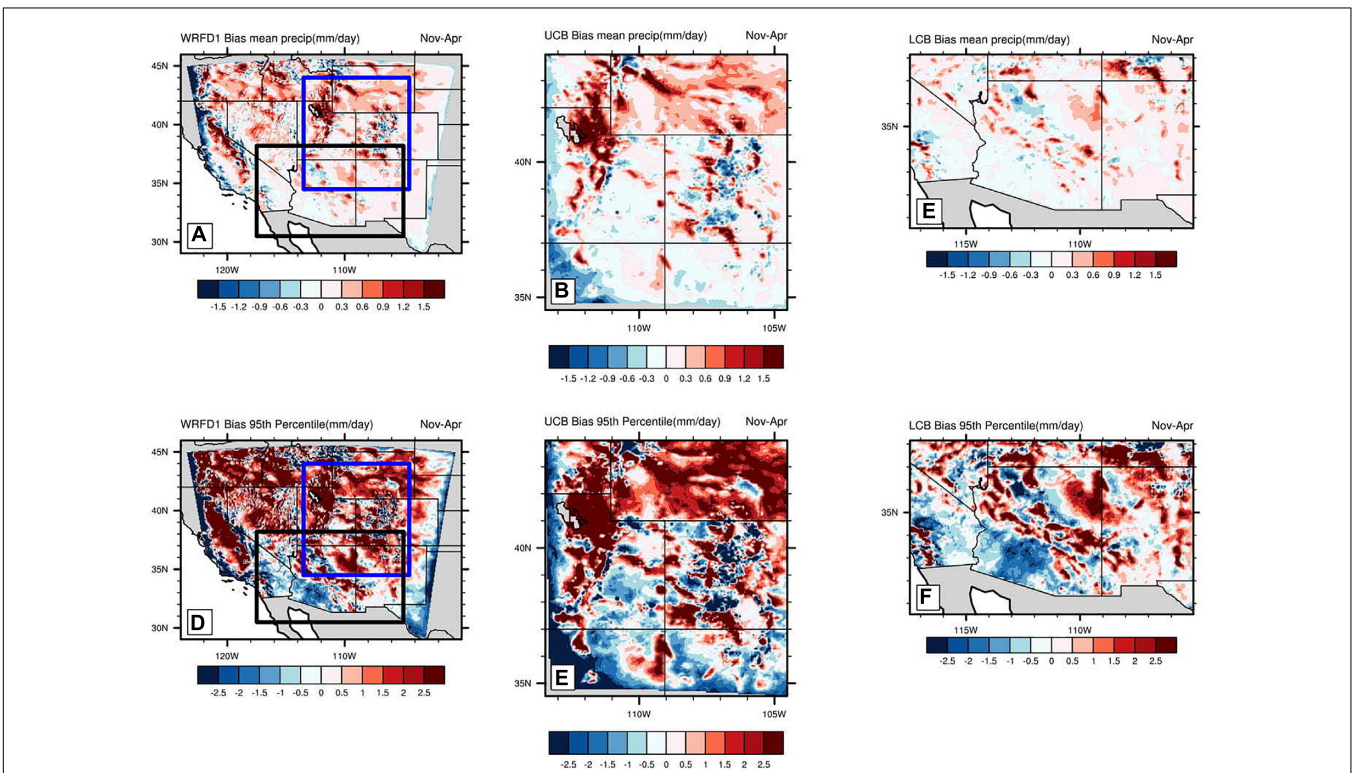 WRFD1 Bias mean precip(mm/day) Nov-Apr
45N
40N
35N
30N
120W 110W
A
-1.5 -1.2 -0.9 -0.6 -0.3 0 0.3 0.6 0.9 1.2 1.5
UCB Bias mean precip(mm/day) Nov-Apr
40N
35N
110W 105W
B
-1.5 -1.2 -0.9 -0.6 -0.3 0 0.3 0.6 0.9 1.2 1.5
LCB Bias mean precip(mm/day) Nov-Apr
35N
115W 110W
E
-1.5 -1.2 -0.9 -0.6 -0.3 0 0.3 0.6 0.9 1.2 1.5
WRFD1 Bias 95th Percentile(mm/day) Nov-Apr
45N
40N
35N
30N
120W 110W
D
-2.5 -2 -1.5 -1 -0.5 0 0.5 1 1.5 2 2.5
UCB Bias 95th Percentile(mm/day) Nov-Apr
40N
35N
110W 105W
E
-2.5 -2 -1.5 -1 -0.5 0 0.5 1 1.5 2 2.5
LCB Bias 95th Percentile(mm/day) Nov-Apr
35N
115W 110W
F
-2.5 -2 -1.5 -1 -0.5 0 0.5 1 1.5 2 2.5